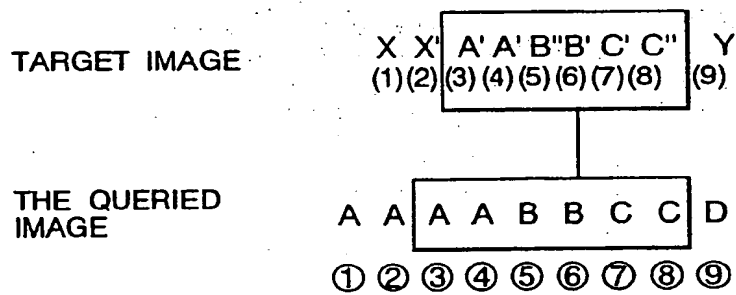 TARGET IMAGE
X X' A' A' B" B' C' C" Y
(1) (2) (3) (4) (5) (6) (7) (8) (9)
THE QUERIED
IMAGE
A A A A B B C C D
① ② ③ ④ ⑤ ⑥ ⑦ ⑧ ⑨